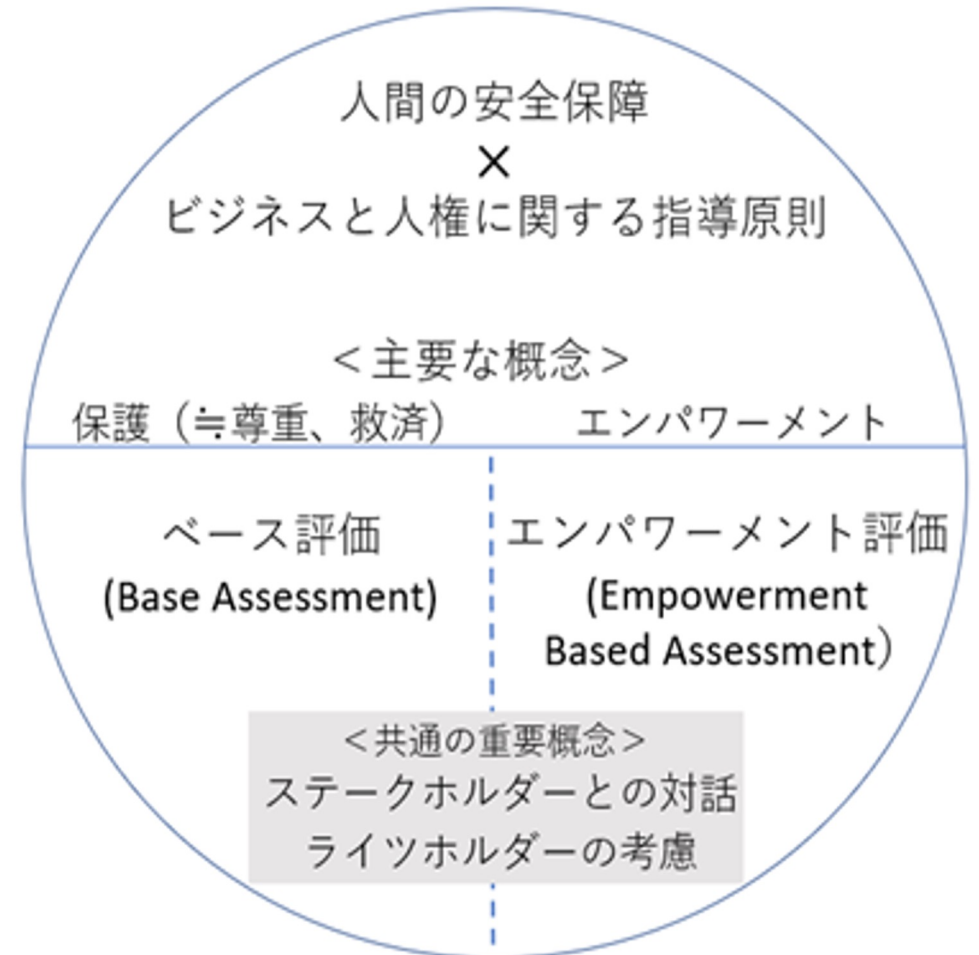 人間の安全保障
×
ビジネスと人権に関する指導原則
＜主要な概念＞
保護（≒尊重、救済） エンパワーメント
ベース評価
(Base Assessment)
エンパワーメント評価
(Empowerment
Based Assessment）
＜共通の重要概念＞
ステークホルダーとの対話
ライツホルダーの考慮